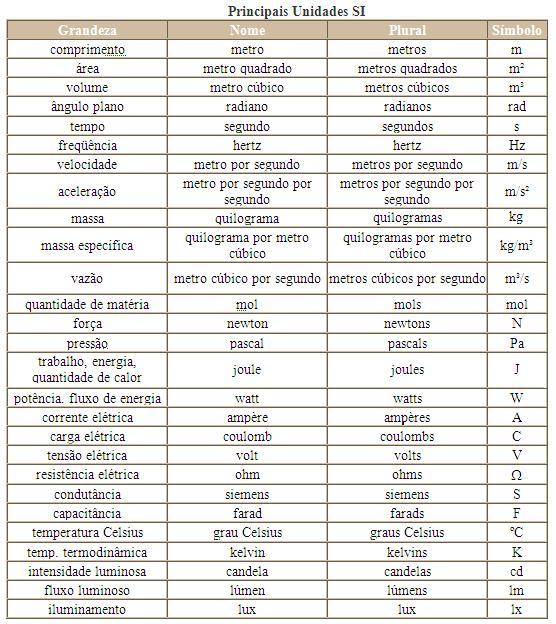 Principais Unidades SI
Grandeza Nome Plural Símbolo
comprimento metro metros m
área metro quadrado metros quadrados m²
volume metro cúbico metros cúbicos m³
ângulo plano radiano radianos rad
tempo segundo segundos s
freqüência hertz hertz Hz
velocidade metro por segundo metros por segundo m/s
aceleração metro por segundo por segundo metros por segundo por segundo m/s²
massa quilograma quilogramas kg
massa específica quilograma por metro cúbico quilogramas por metro cúbico kg/m³
vazão metro cúbico por segundo metros cúbicos por segundo m³/s
quantidade de matéria mol mols mol
força newton newtons N
pressão pascal pascals Pa
trabalho, energia, quantidade de calor joule joules J
potência. fluxo de energia watt watts W
corrente elétrica ampère ampères A
carga elétrica coulomb coulombs C
tensão elétrica volt volts V
resistência elétrica ohm ohms Ω
condutância siemens siemens S
capacitância farad farads F
temperatura Celsius grau Celsius graus Celsius ºC
temp. termodinâmica kelvin kelvins K
intensidade luminosa candela candelas cd
fluxo luminoso lúmen lúmens lm
iluminamento lux lux lx